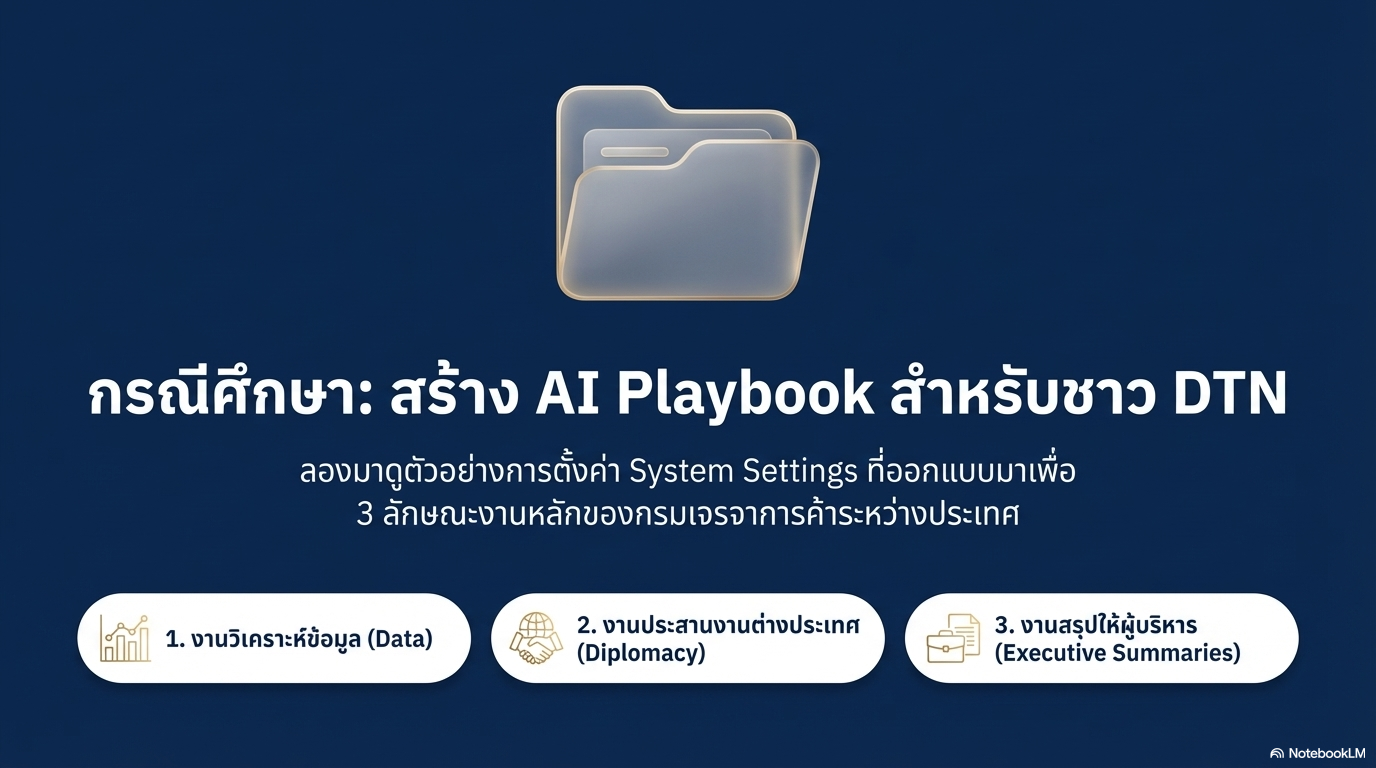 กรณีศึกษา: สร้าง AI Playbook สำหรับชาว DTN
ลองมาดูตัวอย่างการตั้งค่า System Settings ที่ออกแบบมาเพื่อ
3 ลักษณะงานหลักของกรมเจรจาการค้าระหว่างประเทศ
1. งานวิเคราะห์ข้อมูล (Data)
2. งานประสานงานต่างประเทศ
(Diplomacy)
3. งานสรุปให้ผู้บริหาร
(Executive Summaries)
NotebookLM